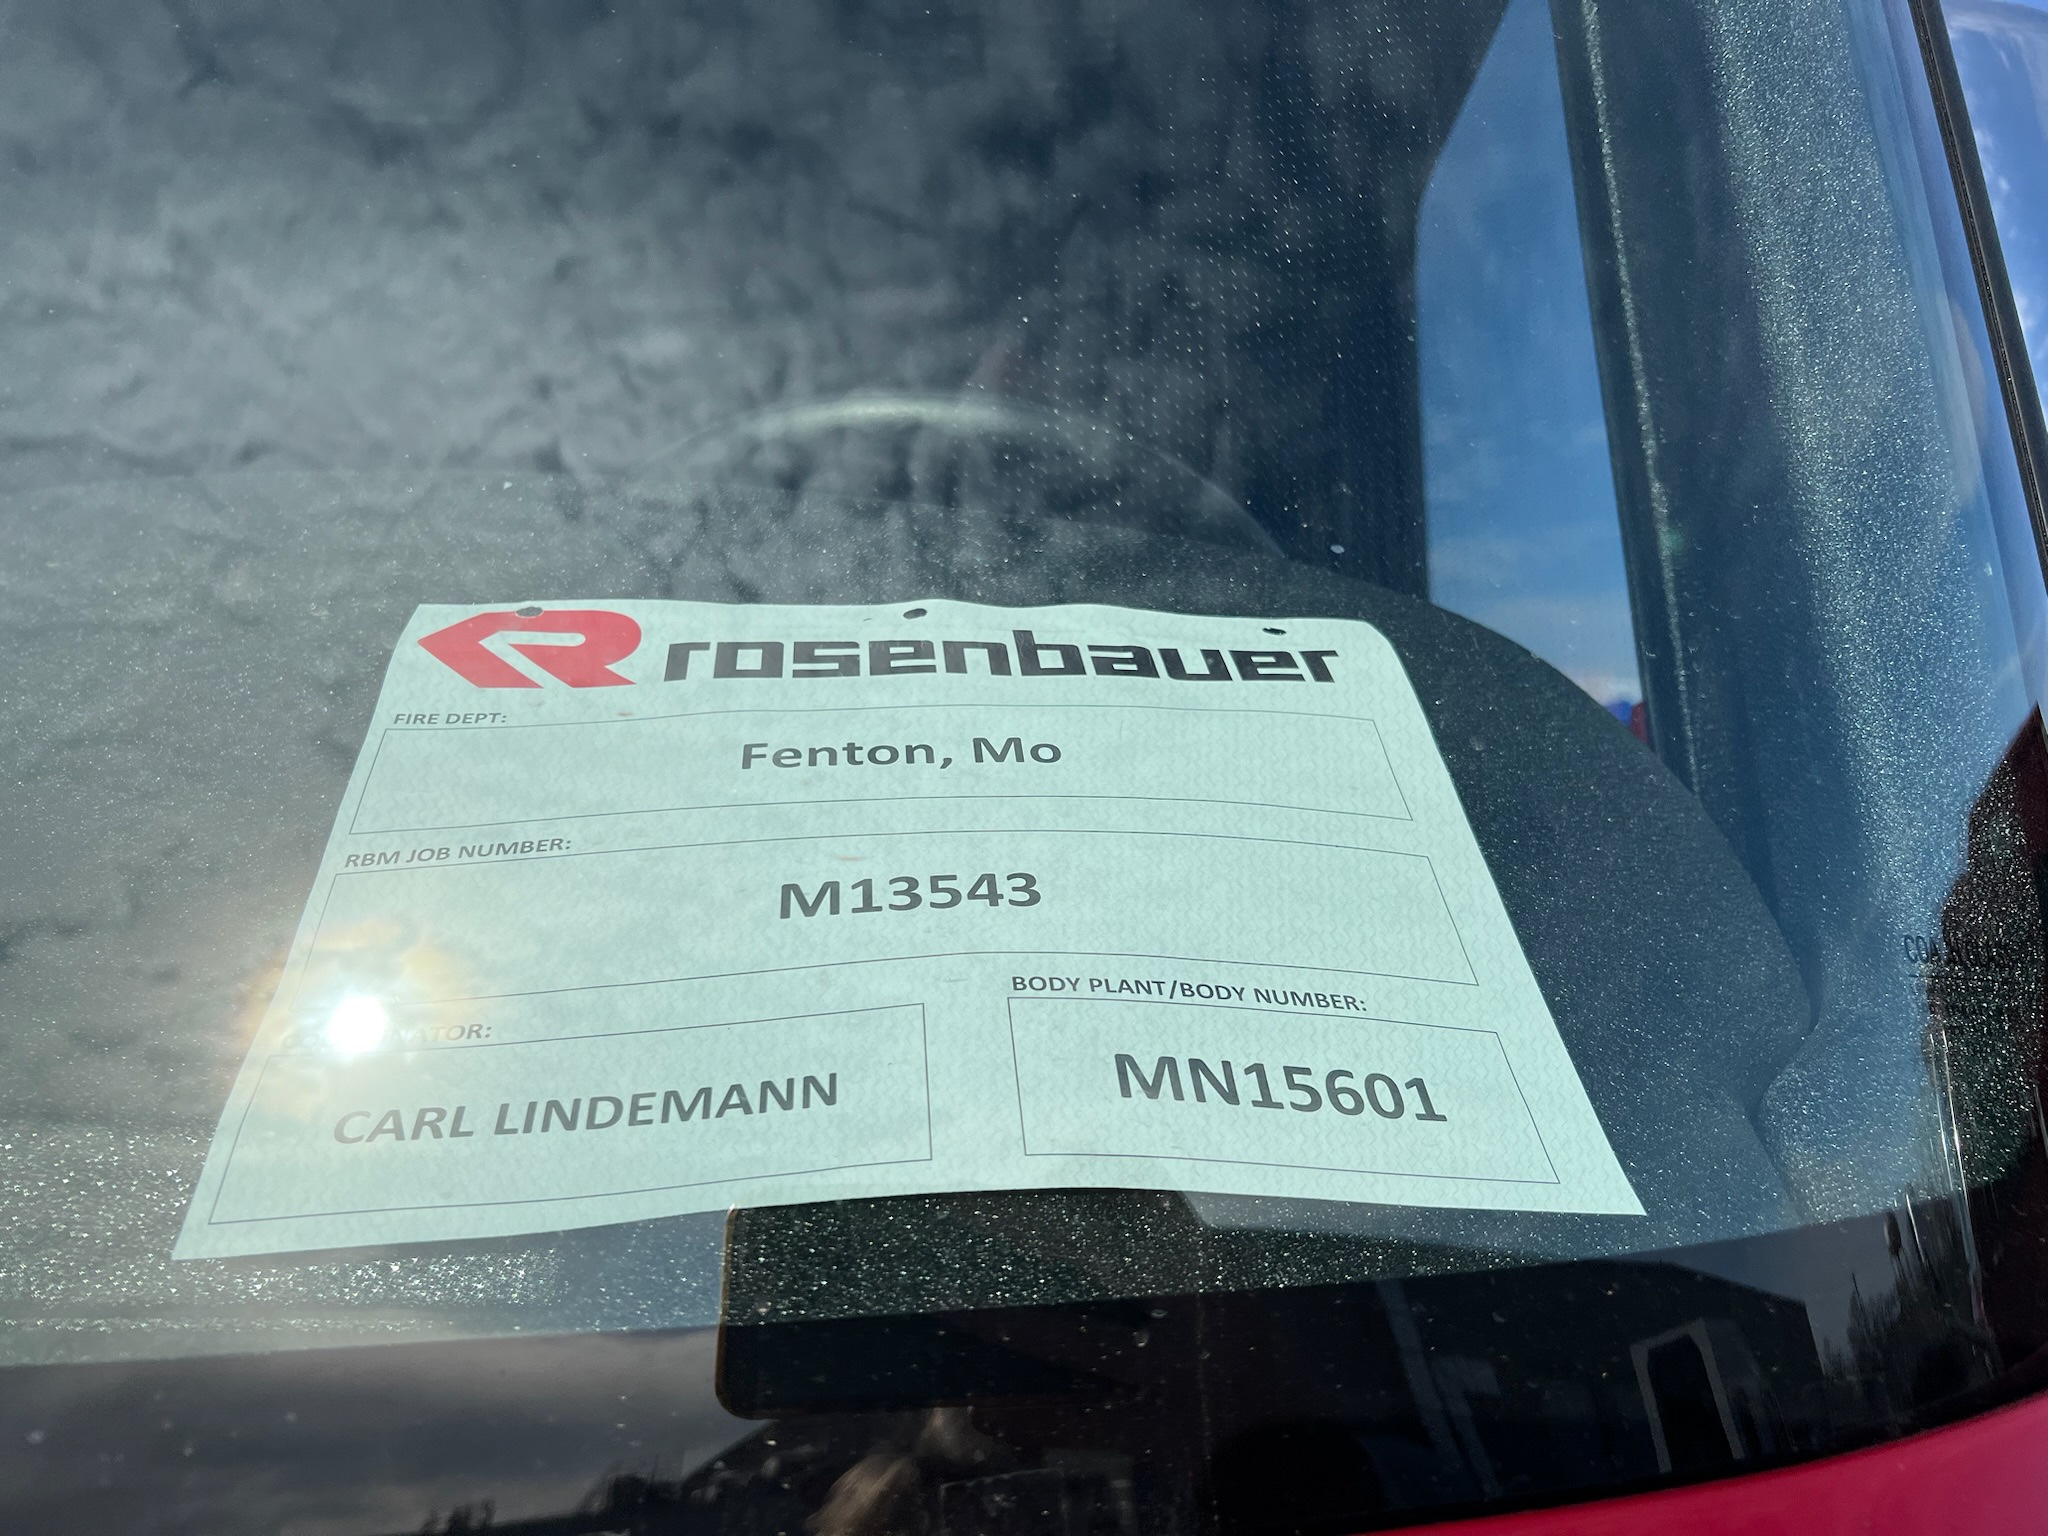 rosenbauer
FIRE DEPT:
Fenton, Mo
RBM JOB NUMBER:
M13543
BODY PLANT/BODY NUMBER:
CARL LINDEMANN
MN15601